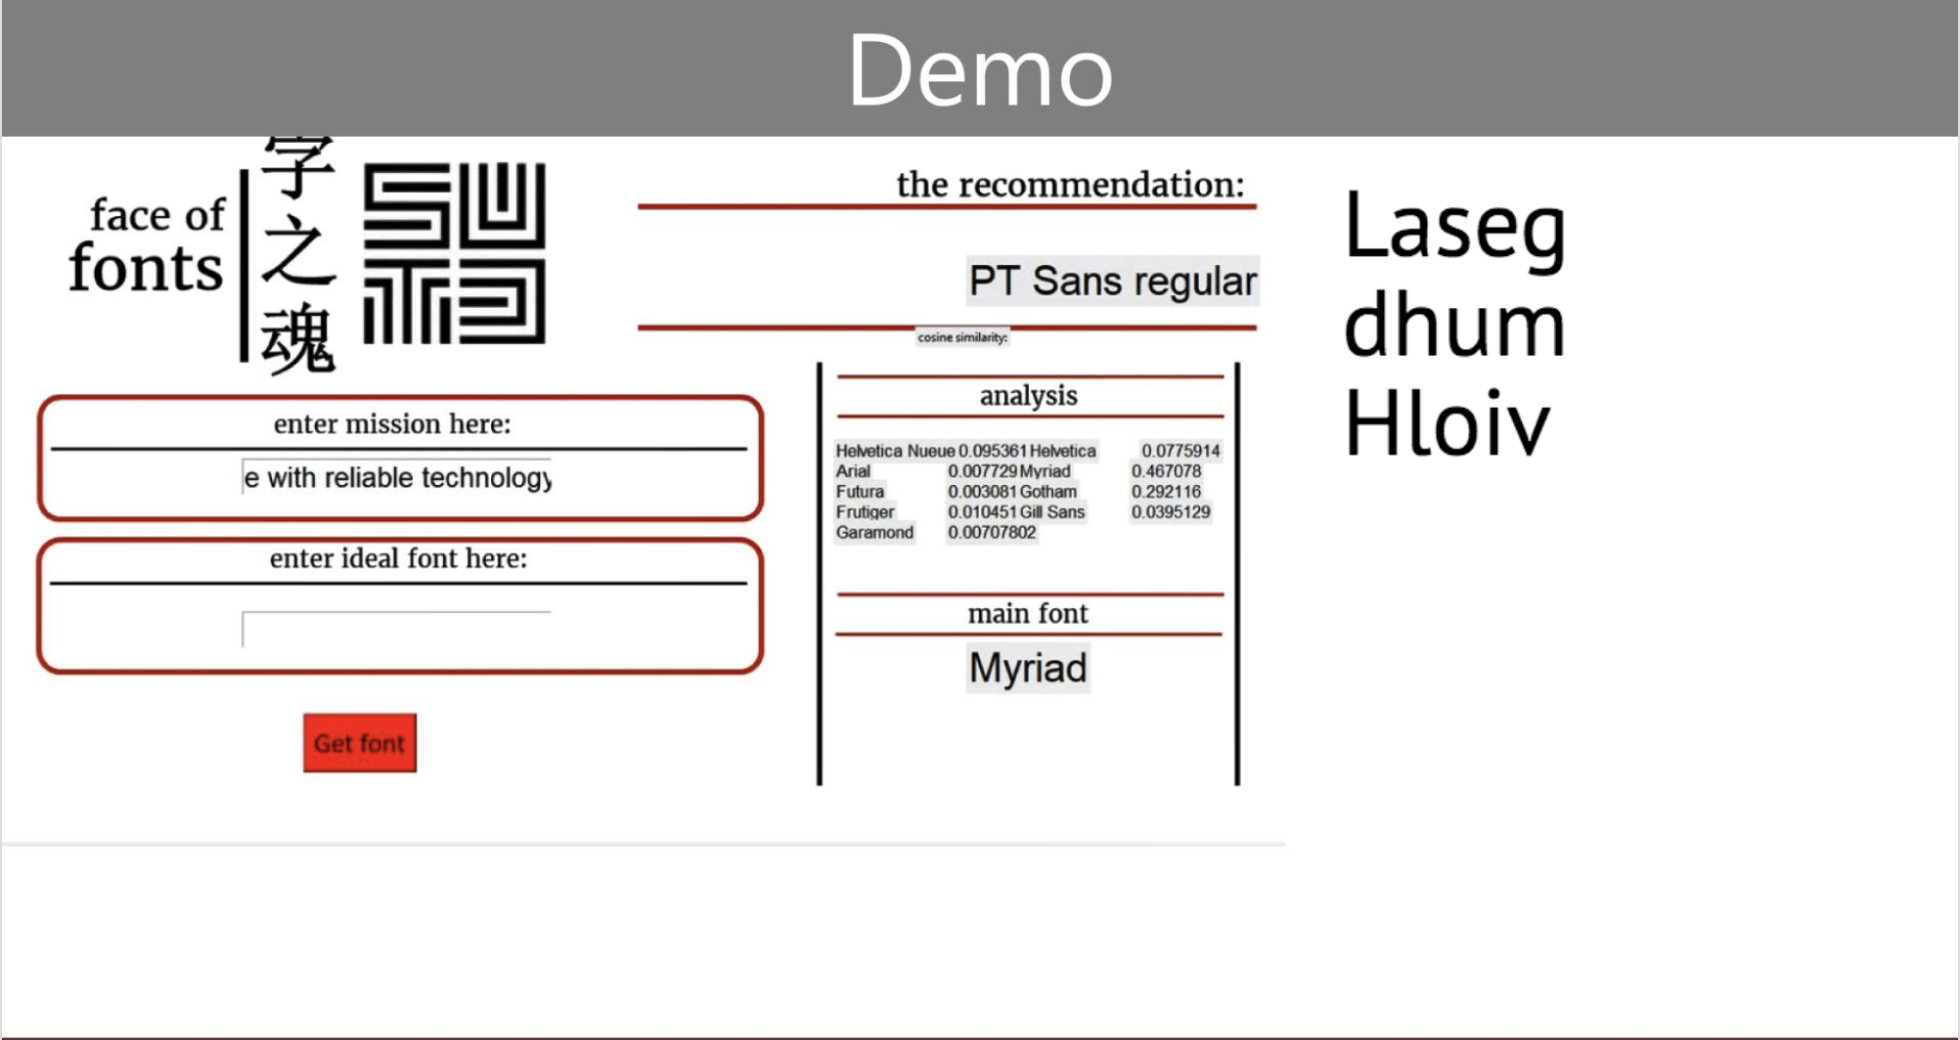 Demo
face of
fonts
字之魂
the recommendation:
PT Sans regular
cosine similarity:
enter mission here:
e with reliable technology
enter ideal font here:
Get font
analysis
Helvetica Nueue 0.095361 Helvetica 0.0775914
Arial 0.007729 Myriad 0.467078
Futura 0.003081 Gotham 0.292116
Frutiger 0.010451 Gill Sans 0.0395129
Garamond 0.00707802
main font
Myriad
Laseg
dhum
Hloiv